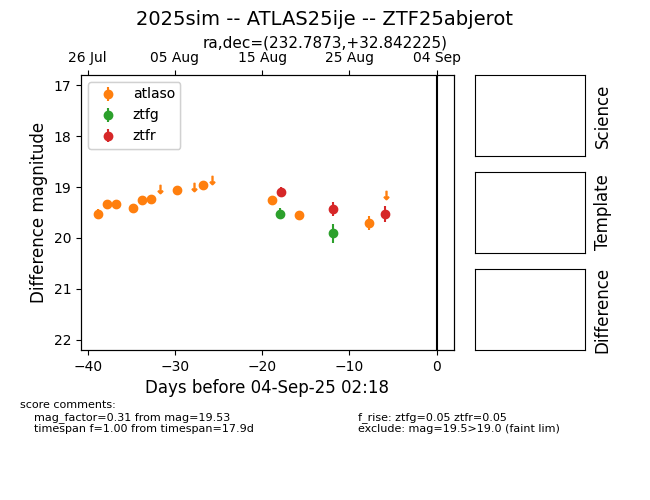 2025sim -- ATLAS25ije -- ZTF25abjerot
ra,dec=(232.7873,+32.842225)
26 Jul 05 Aug 15 Aug 25 Aug 04 Sep
atlaso
ztfg
ztfr
Difference magnitude
17
18
19
20
21
22
−40 −30 −20 −10 0
Days before 04-Sep-25 02:18
Science
Template
Difference
score comments:
mag_factor=0.31 from mag=19.53
timespan f=1.00 from timespan=17.9d
f_rise: ztfg=0.05 ztfr=0.05
exclude: mag=19.5>19.0 (faint lim)